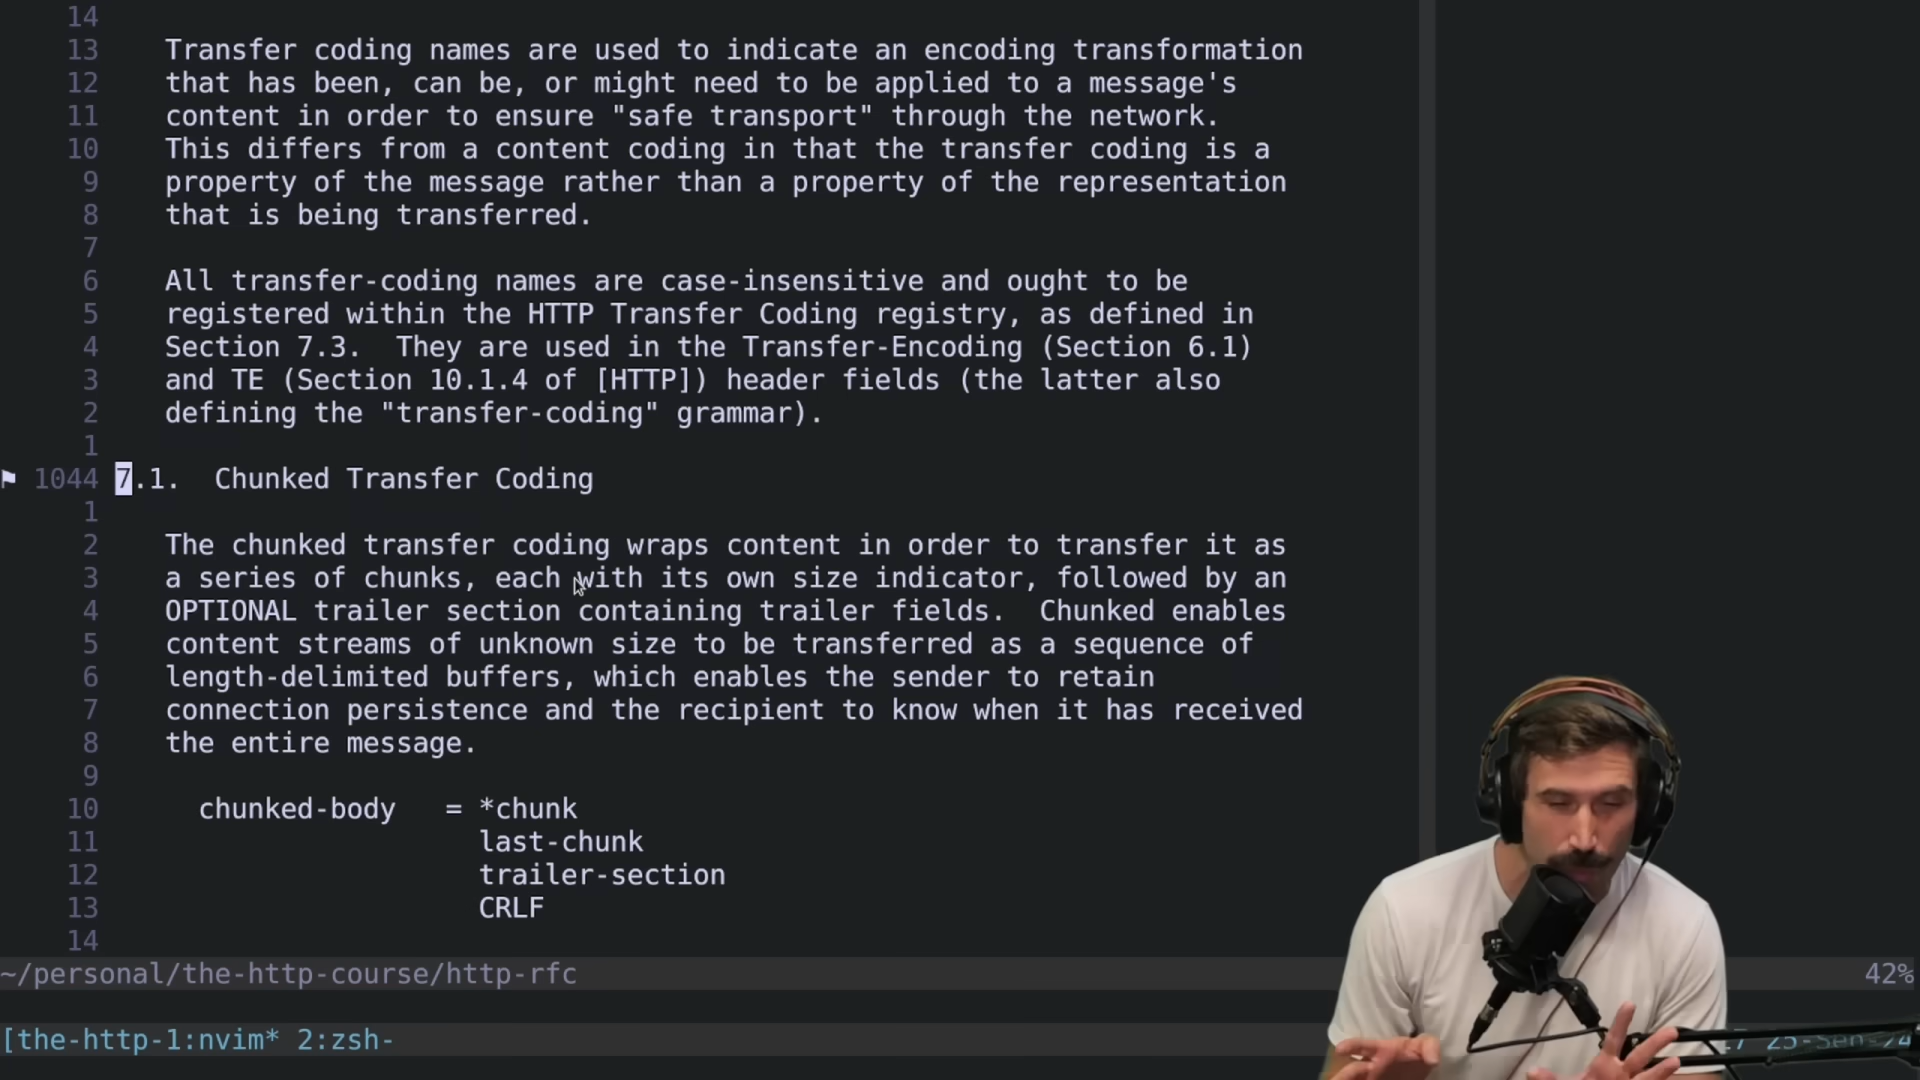 14
13 Transfer coding names are used to indicate an encoding transformation
12 that has been, can be, or might need to be applied to a message's
11 content in order to ensure "safe transport" through the network.
10 This differs from a content coding in that the transfer coding is a
9 property of the message rather than a property of the representation
8 that is being transferred.
7
6 All transfer-coding names are case-insensitive and ought to be
5 registered within the HTTP Transfer Coding registry, as defined in
4 Section 7.3.  They are used in the Transfer-Encoding (Section 6.1)
3 and TE (Section 10.1.4 of [HTTP]) header fields (the latter also
2 defining the "transfer-coding" grammar).
1
1044 7.1.  Chunked Transfer Coding
1
2 The chunked transfer coding wraps content in order to transfer it as
3 a series of chunks, each with its own size indicator, followed by an
4 OPTIONAL trailer section containing trailer fields.  Chunked enables
5 content streams of unknown size to be transferred as a sequence of
6 length-delimited buffers, which enables the sender to retain
7 connection persistence and the recipient to know when it has received
8 the entire message.
9
10 chunked-body   = *chunk
11 last-chunk
12 trailer-section
13 CRLF
14
~/personal/the-http-course/http-rfc 42%
[the-http-1:nvim* 2:zsh-